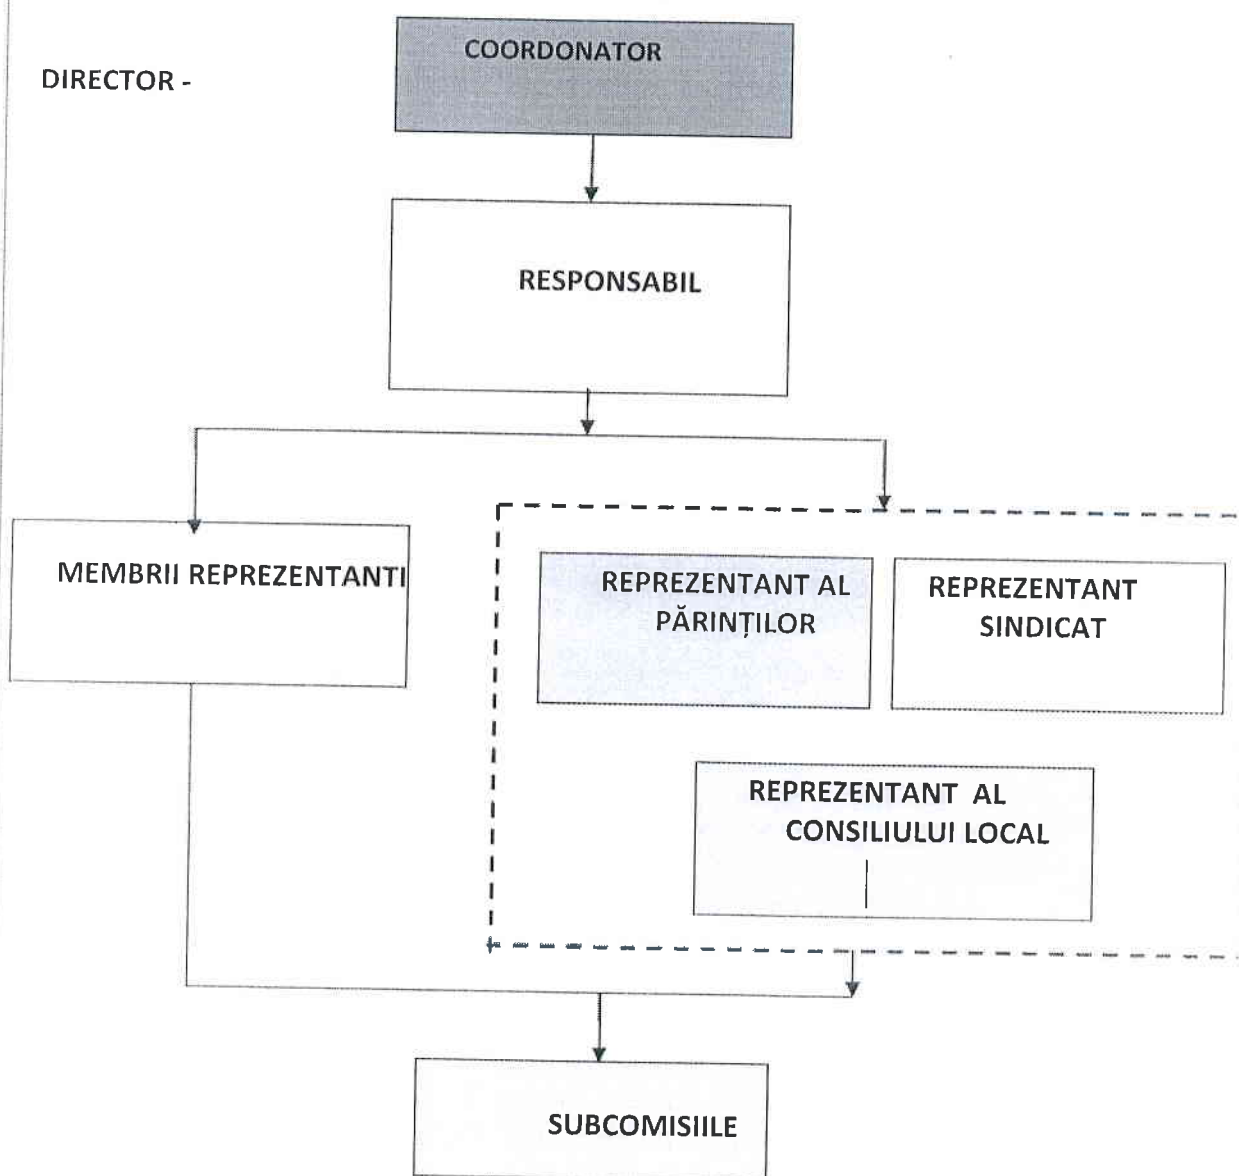 COORDONATOR
DIRECTOR -
RESPONSABIL
MEMBRII REPREZENTANTI
REPREZENTANT AL
PĂRINȚILOR
REPREZENTANT
SINDICAT
REPREZENTANT AL
CONSILIULUI LOCAL
SUBCOMISIILE